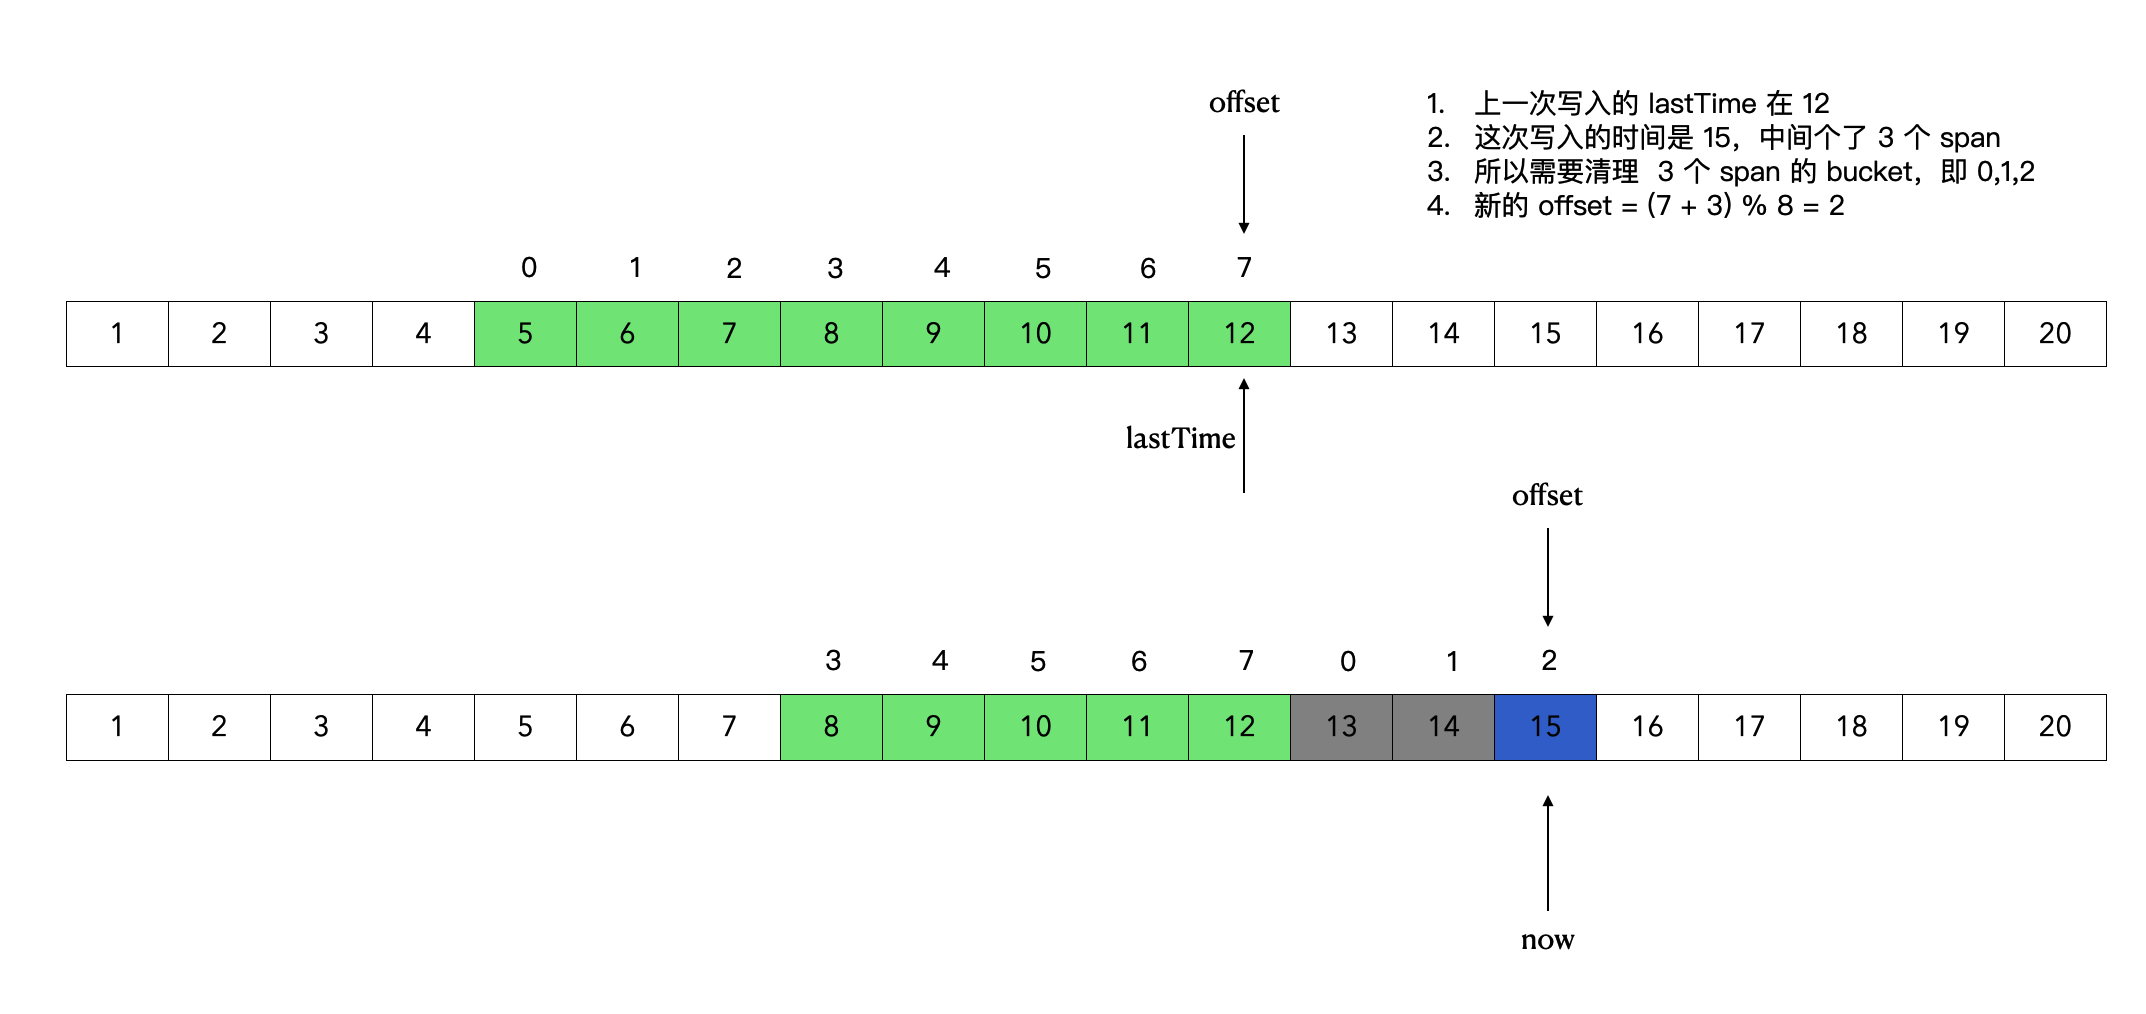 offset
1. 上一次写入的 lastTime 在 12
2. 这次写入的时间是 15，中间个了 3 个 span
3. 所以需要清理 3 个 span 的 bucket，即 0,1,2
4. 新的 offset = (7 + 3) % 8 = 2
0 1 2 3 4 5 6 7
1 2 3 4 5 6 7 8 9 10 11 12 13 14 15 16 17 18 19 20
lastTime
offset
3 4 5 6 7 0 1 2
1 2 3 4 5 6 7 8 9 10 11 12 13 14 15 16 17 18 19 20
now